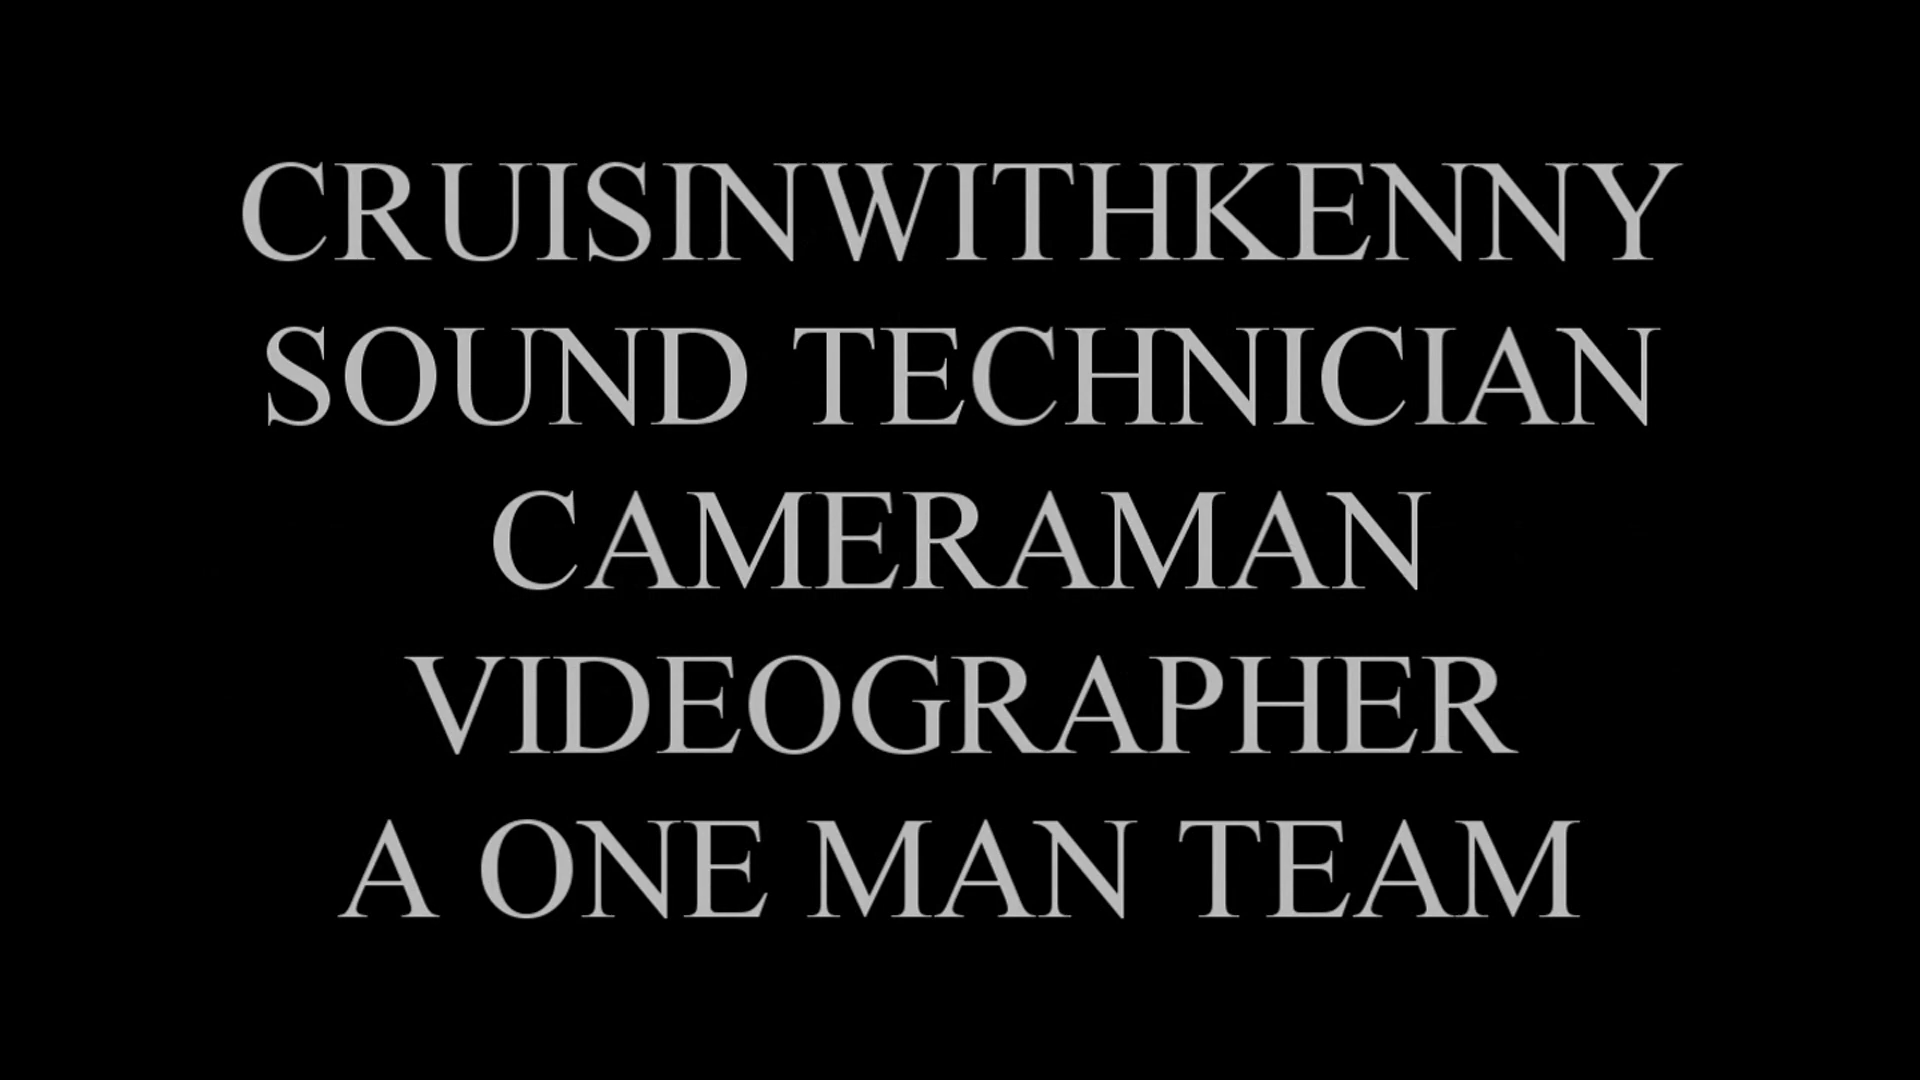 CRUISINWITHKENNY
SOUND TECHNICIAN
CAMERAMAN
VIDEOGRAPHER
A ONE MAN TEAM